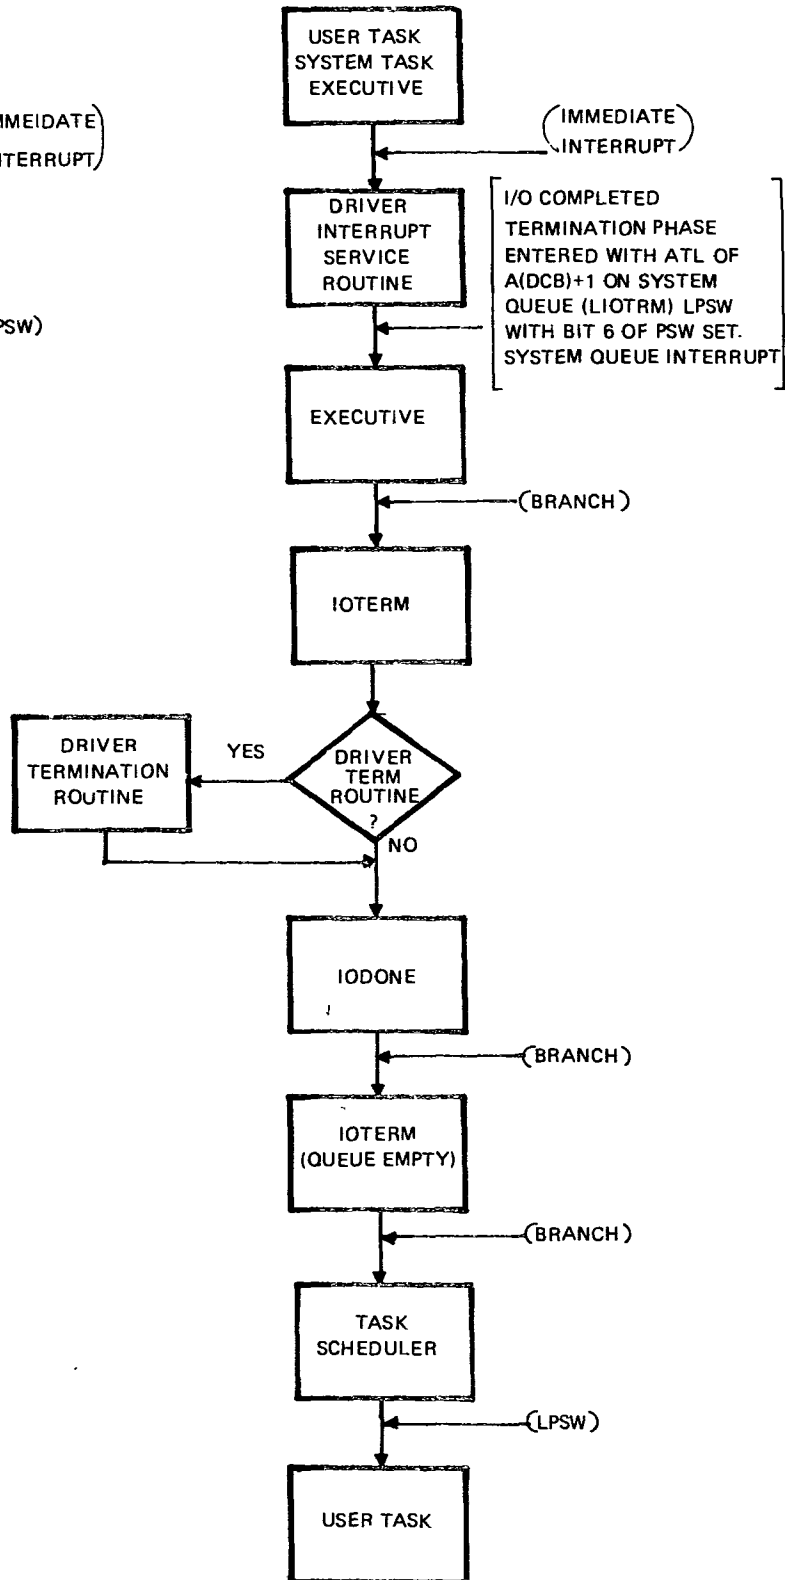 USER TASK
SYSTEM TASK
EXECUTIVE
MMEIDATE
NTERRUPT)
(IMMEDIATE
INTERRUPT)
DRIVER
INTERRUPT
SERVICE
ROUTINE
I/O COMPLETED
TERMINATION PHASE
ENTERED WITH ATL OF
A(DCB)+1 ON SYSTEM
QUEUE (LIOTRM) LPSW
WITH BIT 6 OF PSW SET.
SYSTEM QUEUE INTERRUPT
PSW)
EXECUTIVE
(BRANCH)
IOTERM
DRIVER
TERM
ROUTINE
?
YES
DRIVER
TERMINATION
ROUTINE
NO
IODONE
(BRANCH)
IOTERM
(QUEUE EMPTY)
(BRANCH)
TASK
SCHEDULER
(LPSW)
USER TASK